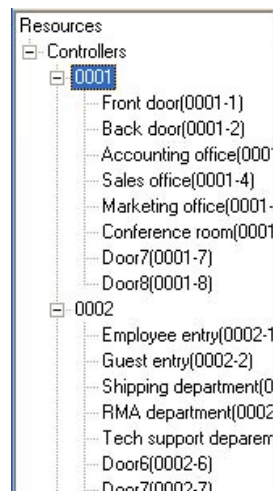 Resources
Controllers
0001
Front door(0001-1)
Back door(0001-2)
Accounting office(000
Sales office(0001-4)
Marketing office(0001-
Conference room(0001
Door7(0001-7)
Door8(0001-8)
0002
Employee entry(0002-1
Guest entry(0002-2)
Shipping department(0
RMA department(0002
Tech support deparem
Door6(0002-6)
Door7(0002-7)